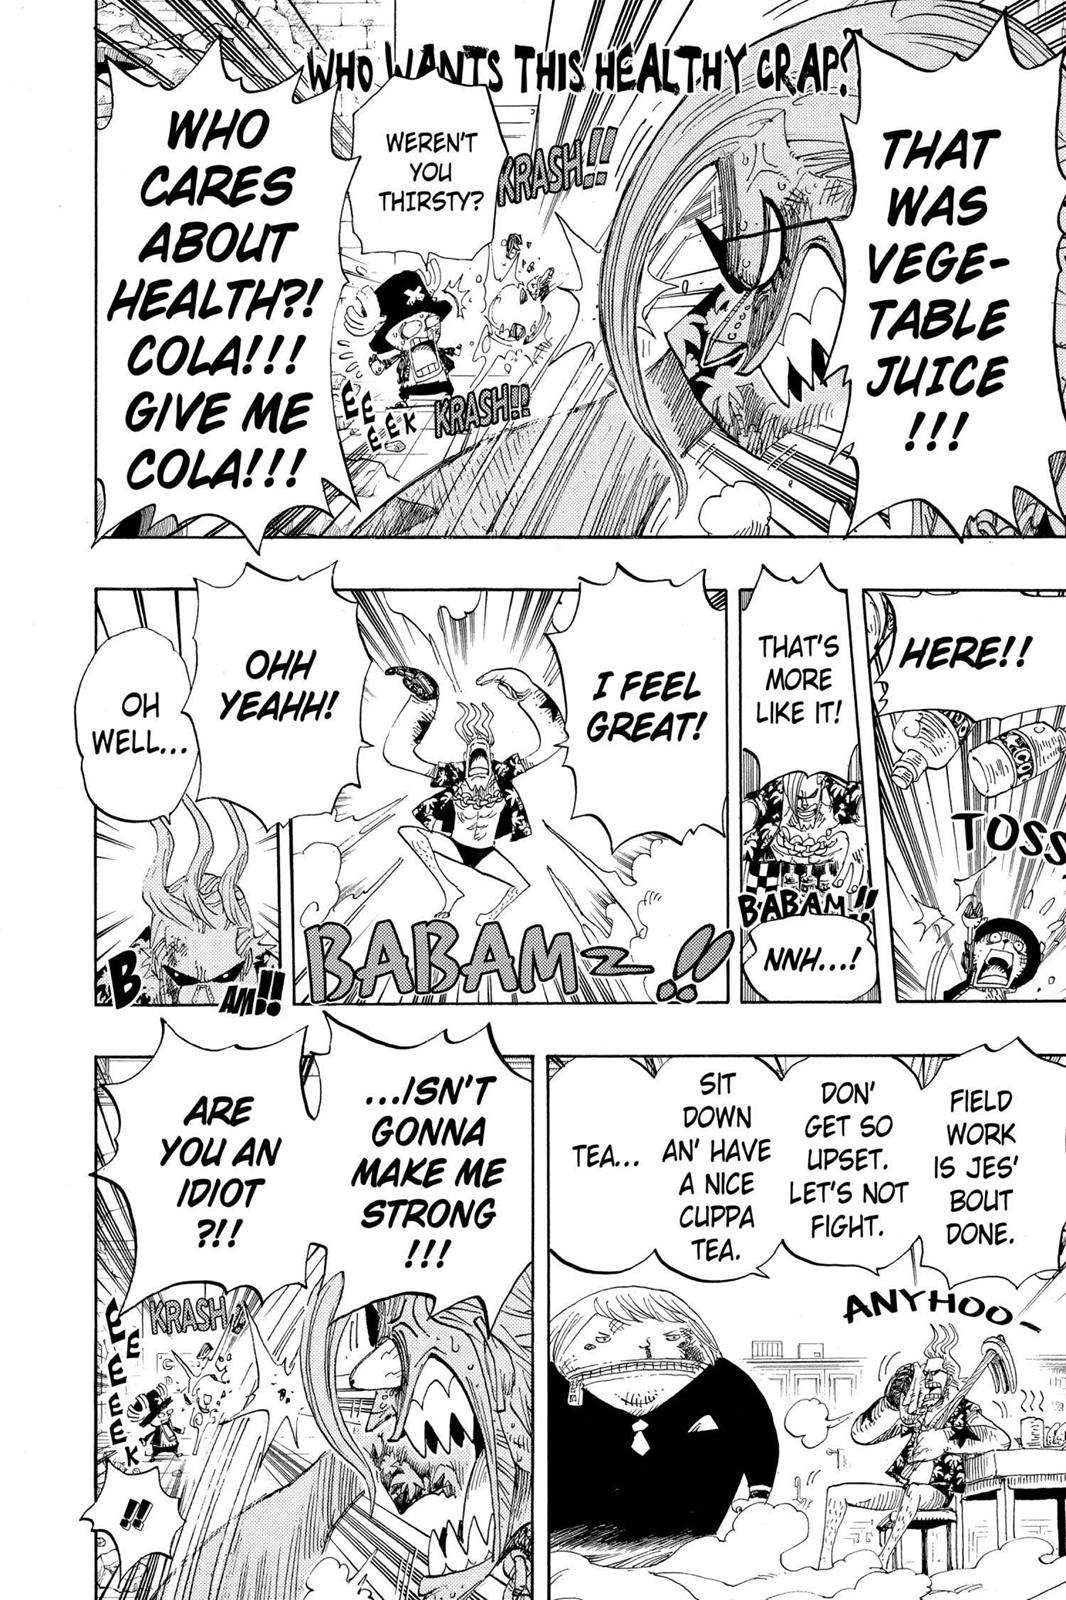 WHO WANTS THIS HEALTHY CRAP?
THAT
WAS
VEGE-
TABLE
JUICE
!!!
KRASH!!
WEREN'T
YOU
THIRSTY?
KRASH!!
EEEEK
WHO
CARES
ABOUT
HEALTH?!
COLA!!!
GIVE ME
COLA!!!
HERE!!
TOSS
THAT'S
MORE
LIKE IT!
BABAM!!
NNH...!
I FEEL
GREAT!
OHH
YEAHH!
BABAM!!
OH
WELL...
BAM!!
FIELD
WORK
IS JES'
BOUT
DONE.
DON'
GET SO
UPSET.
LET'S NOT
FIGHT.
SIT
DOWN
AN' HAVE
A NICE
CUPPA
TEA.
TEA...
ANYHOO-
...ISN'T
GONNA
MAKE ME
STRONG
!!!
ARE
YOU AN
IDIOT
?!!
KRASH
EEEEEK
!!